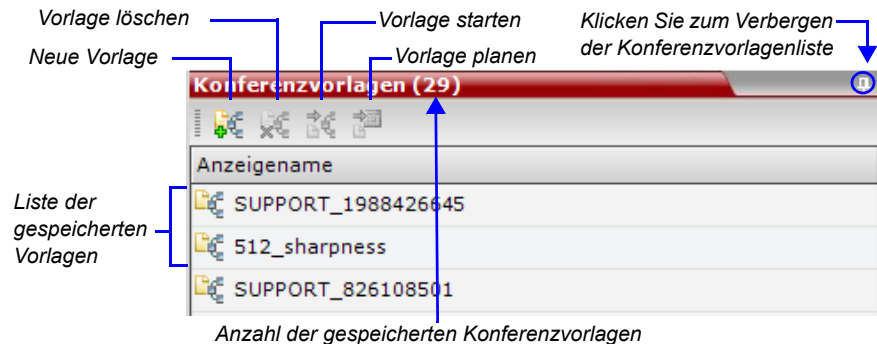 Vorlage löschen
Vorlage starten
Klicken Sie zum Verbergen
der Konferenzvorlagenliste
Neue Vorlage
Vorlage planen
Konferenzvorlagen (29)
Anzeigename
Liste der
gespeicherten
Vorlagen
SUPPORT_1988426645
512_sharpness
SUPPORT_826108501
Anzahl der gespeicherten Konferenzvorlagen